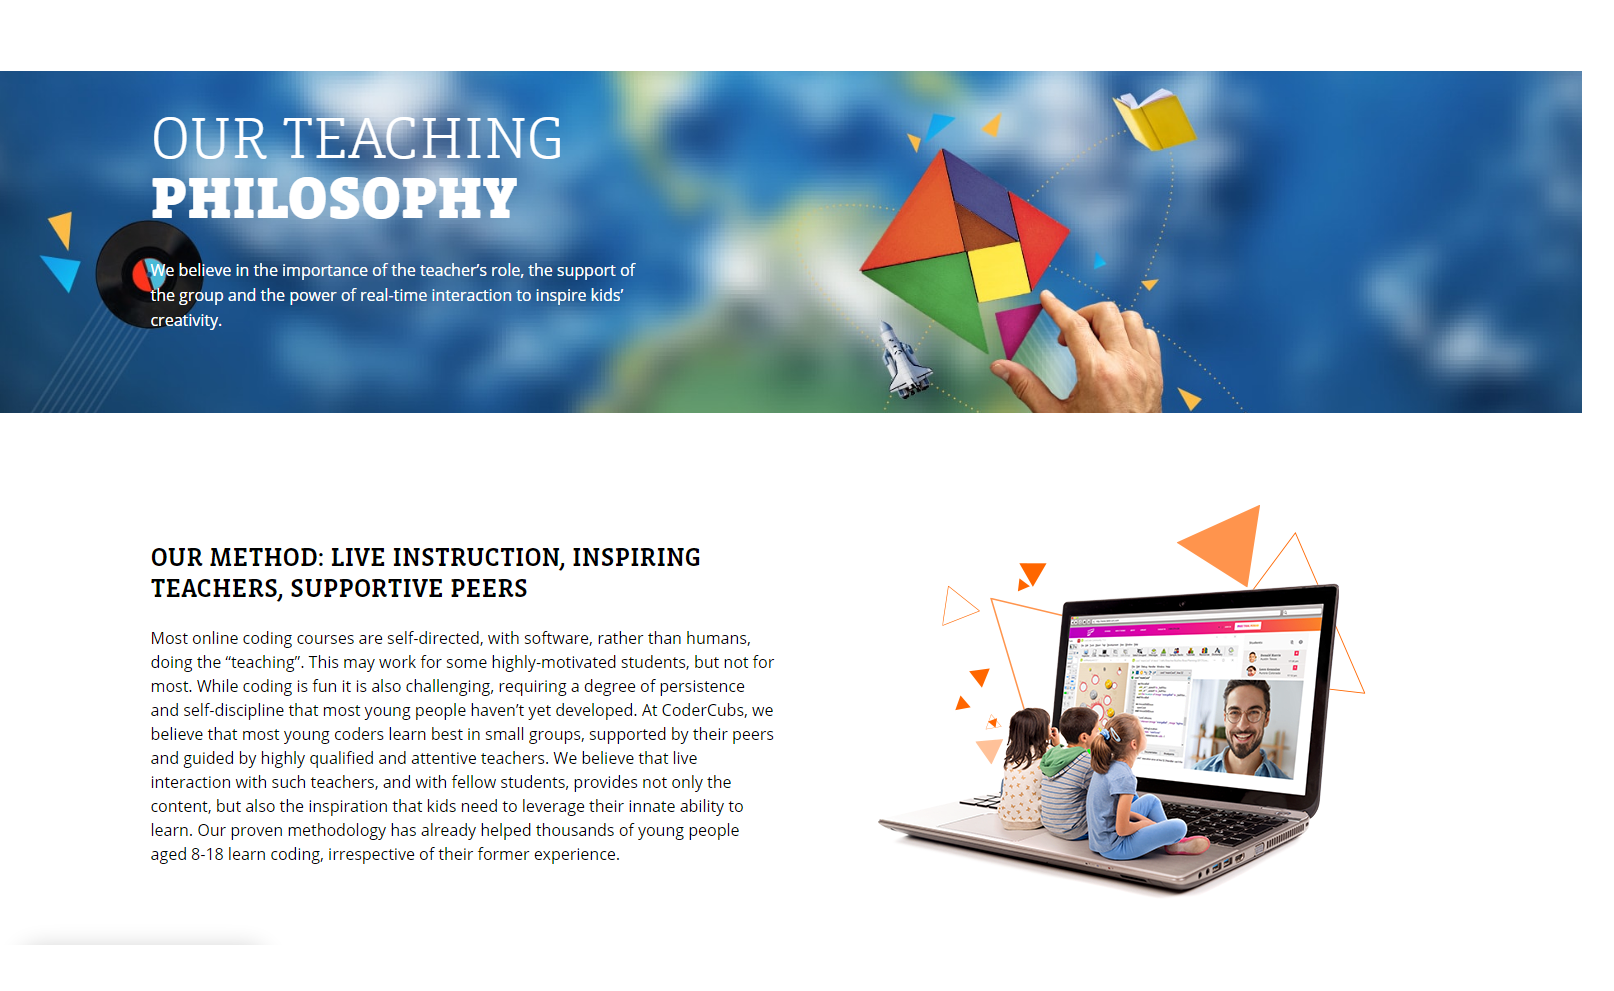 OUR TEACHING
PHILOSOPHY
We believe in the importance of the teacher’s role, the support of
the group and the power of real-time interaction to inspire kids’
creativity.
OUR METHOD: LIVE INSTRUCTION, INSPIRING
TEACHERS, SUPPORTIVE PEERS
Most online coding courses are self-directed, with software, rather than humans,
doing the “teaching”. This may work for some highly-motivated students, but not for
most. While coding is fun it is also challenging, requiring a degree of persistence
and self-discipline that most young people haven’t yet developed. At CoderCubs, we
believe that most young coders learn best in small groups, supported by their peers
and guided by highly qualified and attentive teachers. We believe that live
interaction with such teachers, and with fellow students, provides not only the
content, but also the inspiration that kids need to leverage their innate ability to
learn. Our proven methodology has already helped thousands of young people
aged 8-18 learn coding, irrespective of their former experience.